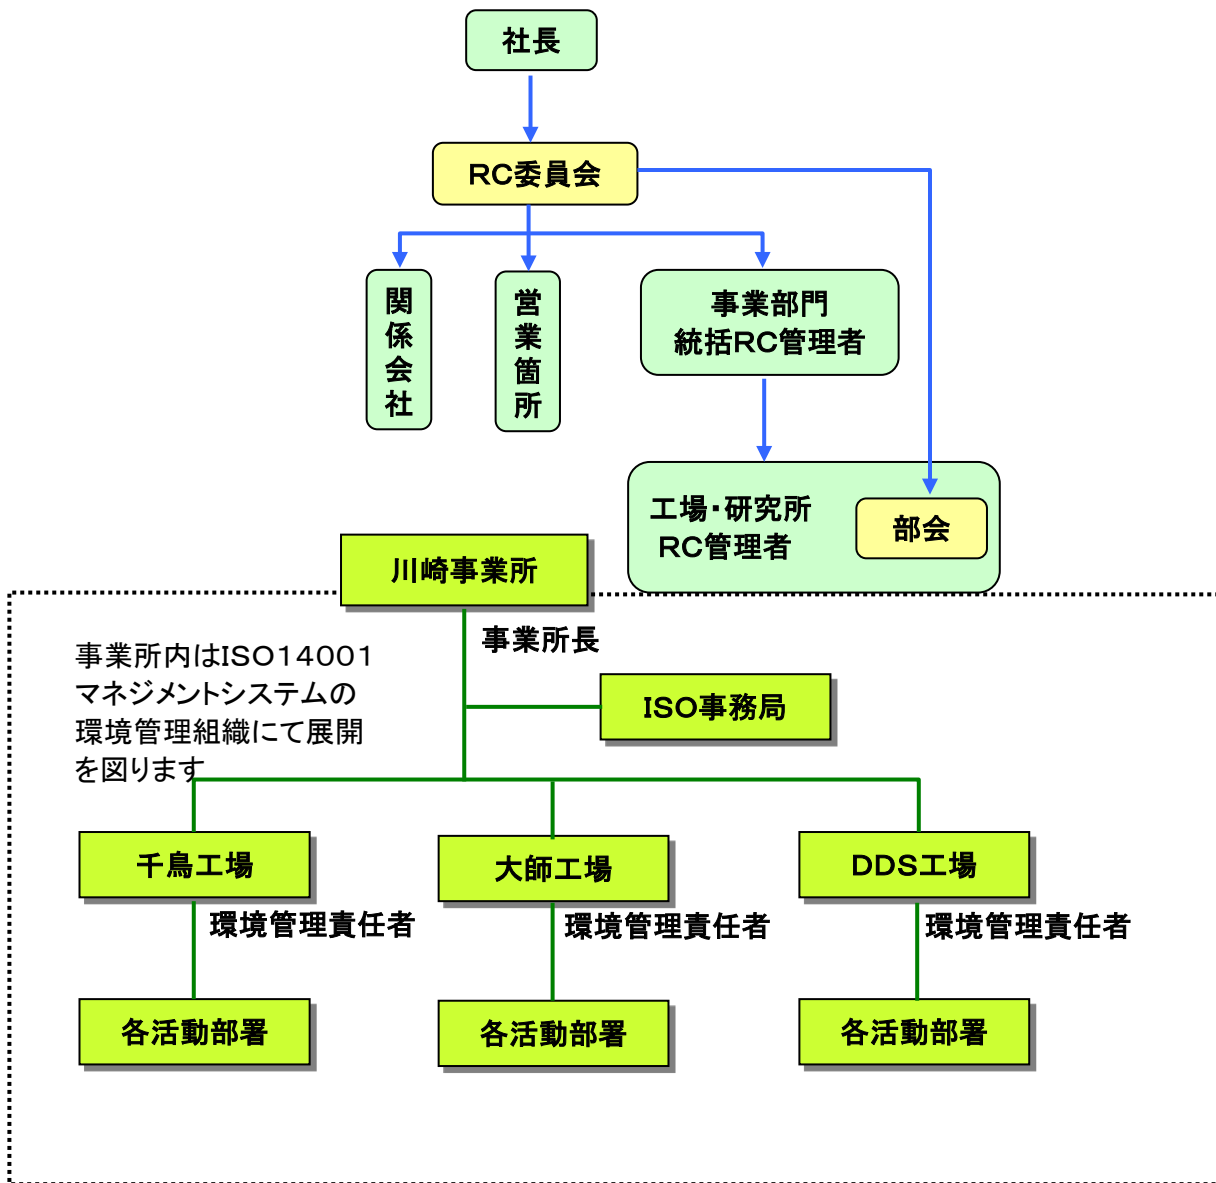 社長
RC委員会
関係会社
営業箇所
事業部門
統括RC管理者
工場・研究所
RC管理者
部会
川崎事業所
事業所長
事業所内はISO14001
マネジメントシステムの
環境管理組織にて展開
を図ります
ISO事務局
千鳥工場
大師工場
DDS工場
環境管理責任者
環境管理責任者
環境管理責任者
各活動部署
各活動部署
各活動部署